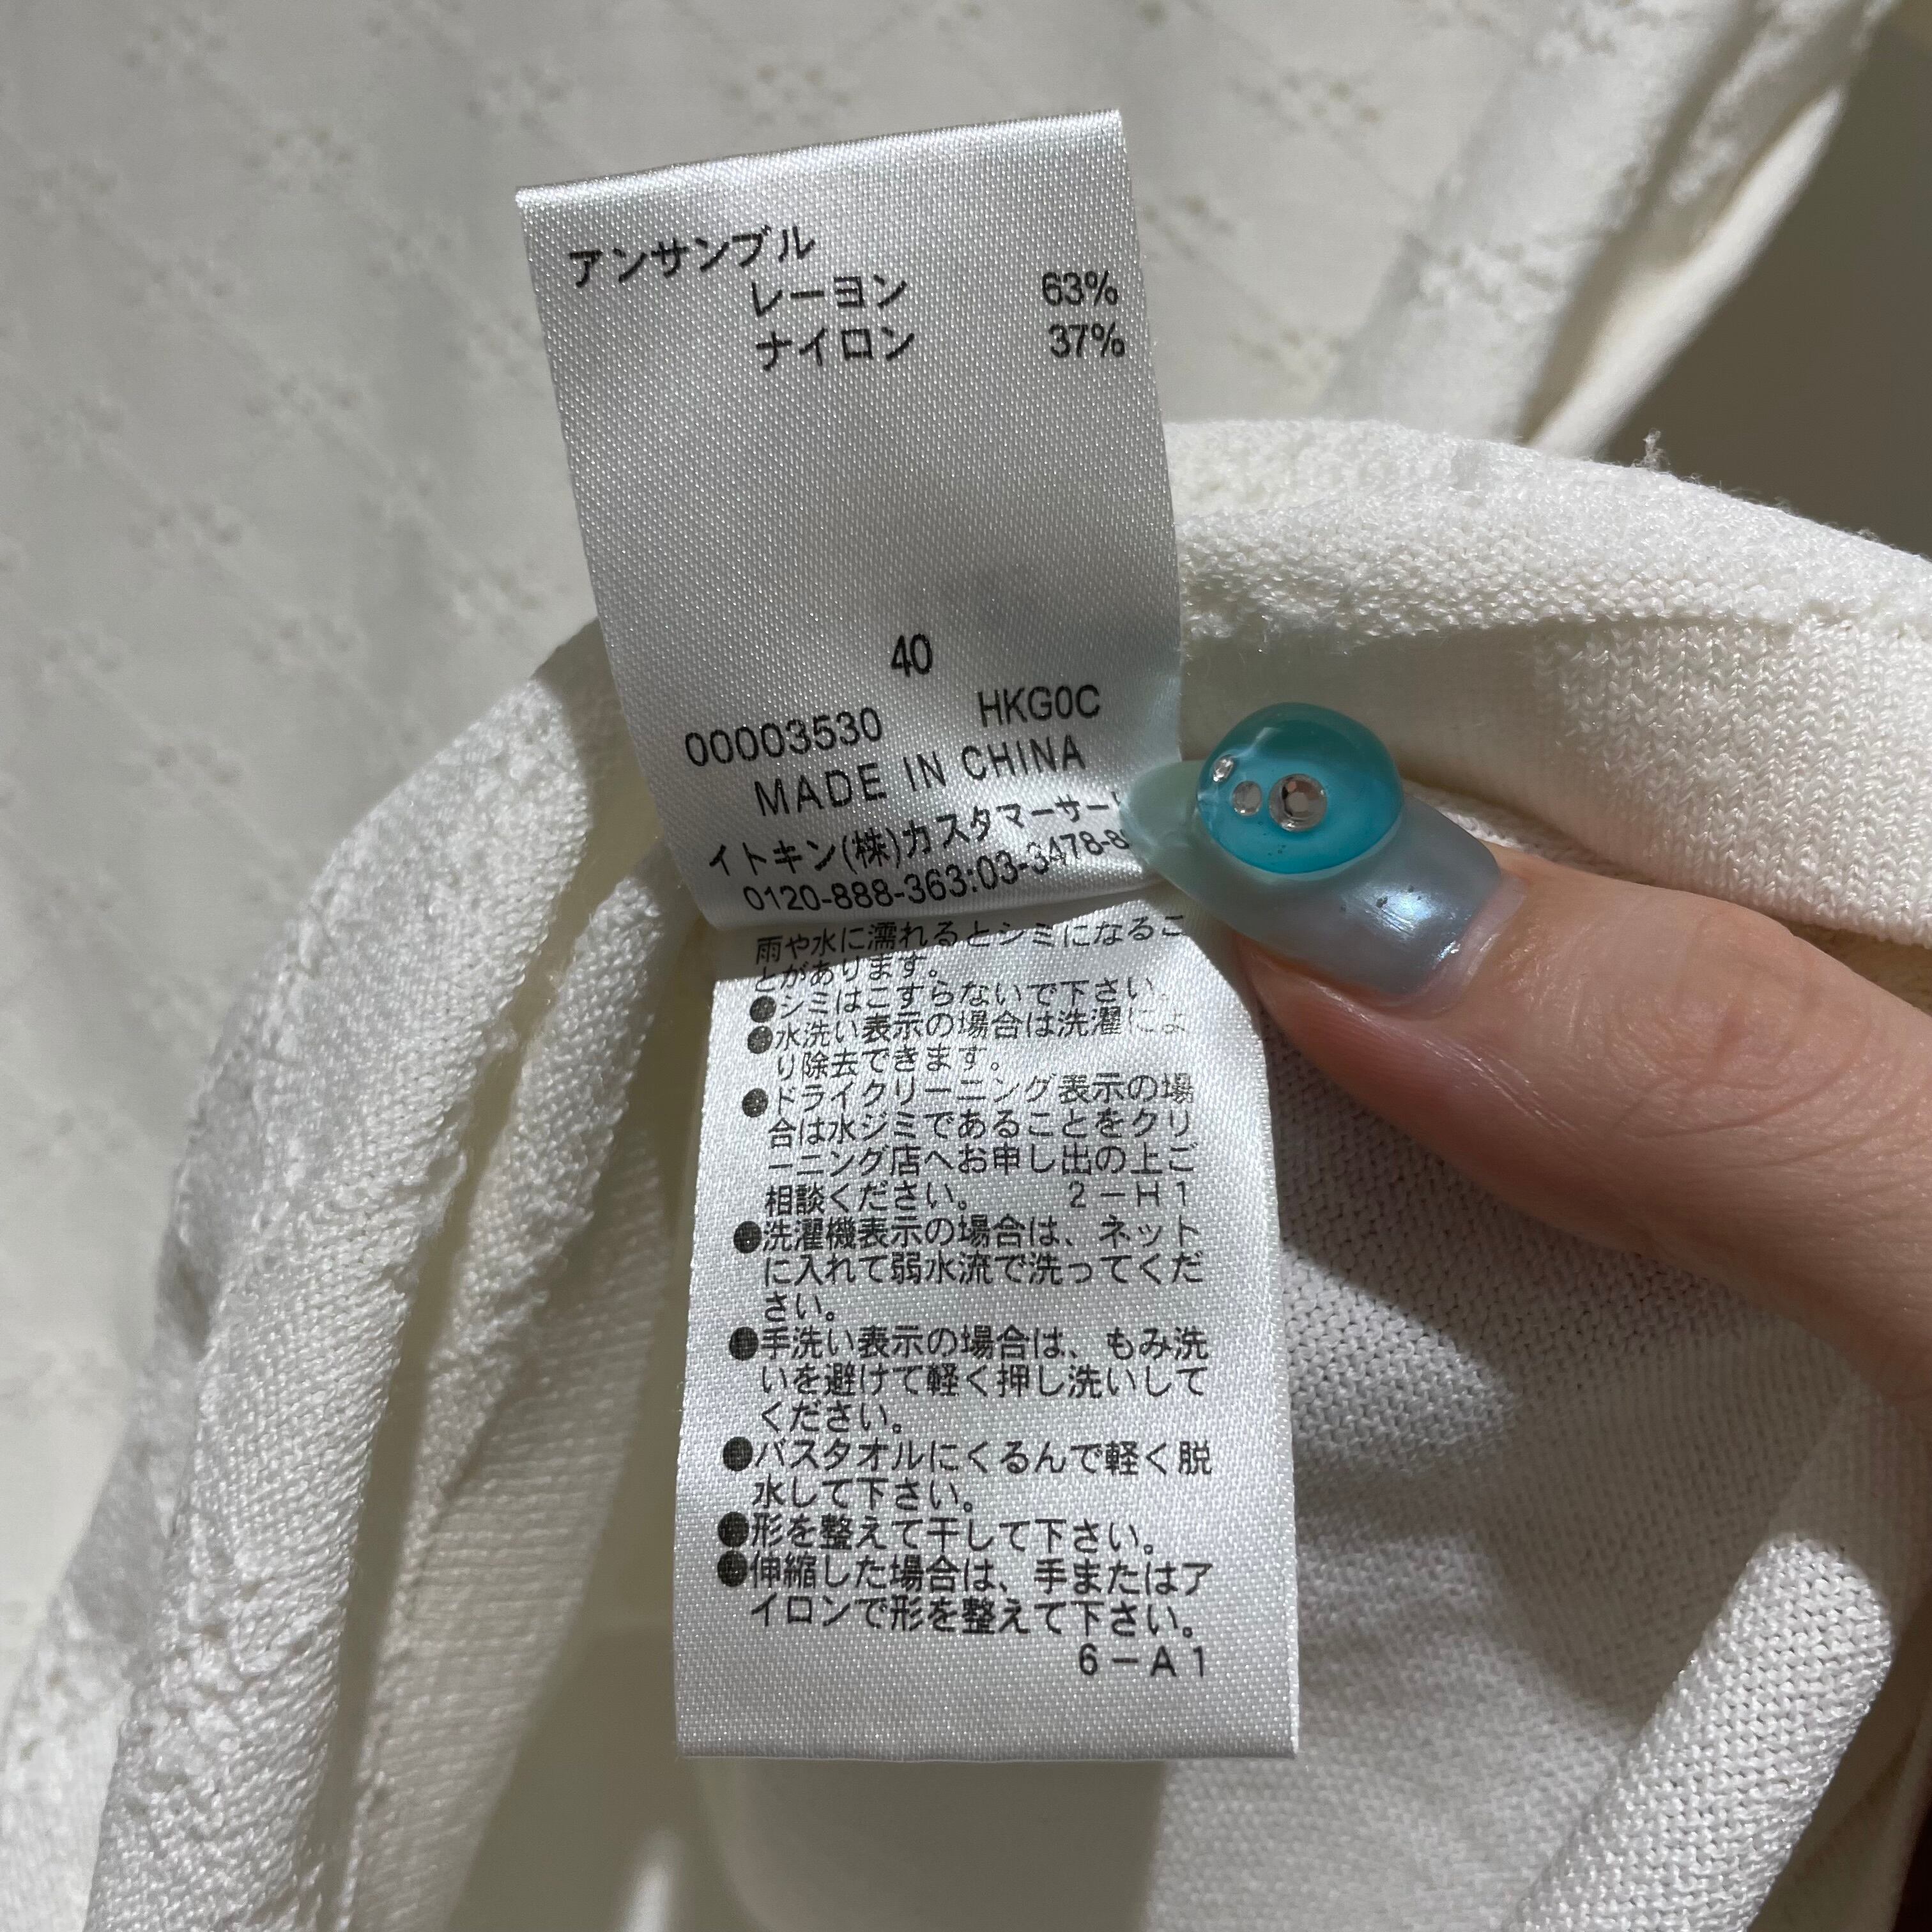 アンサンブル
レーヨン 63%
ナイロン 37%
40
00003530 HKG0C
MADE IN CHINA
イトキン(株)カスタマーサー
0120-888-363:03-3478-8
雨や水に濡れるとシミになるこ
とがあります。
●シミはこすらないで下さい。
●水洗い表示の場合は洗濯によ
り除去できます。
●ドライクリーニング表示の場
合は水ジミであることをクリ
ーニング店へお申し出の上ご
相談ください。 2-H1
●洗濯機表示の場合は、ネット
に入れて弱水流で洗ってくだ
さい。
●手洗い表示の場合は、もみ洗
いを避けて軽く押し洗いして
ください。
●バスタオルにくるんで軽く脱
水して下さい。
●形を整えて干して下さい。
●伸縮した場合は、手またはア
イロンで形を整えて下さい。
6-A1